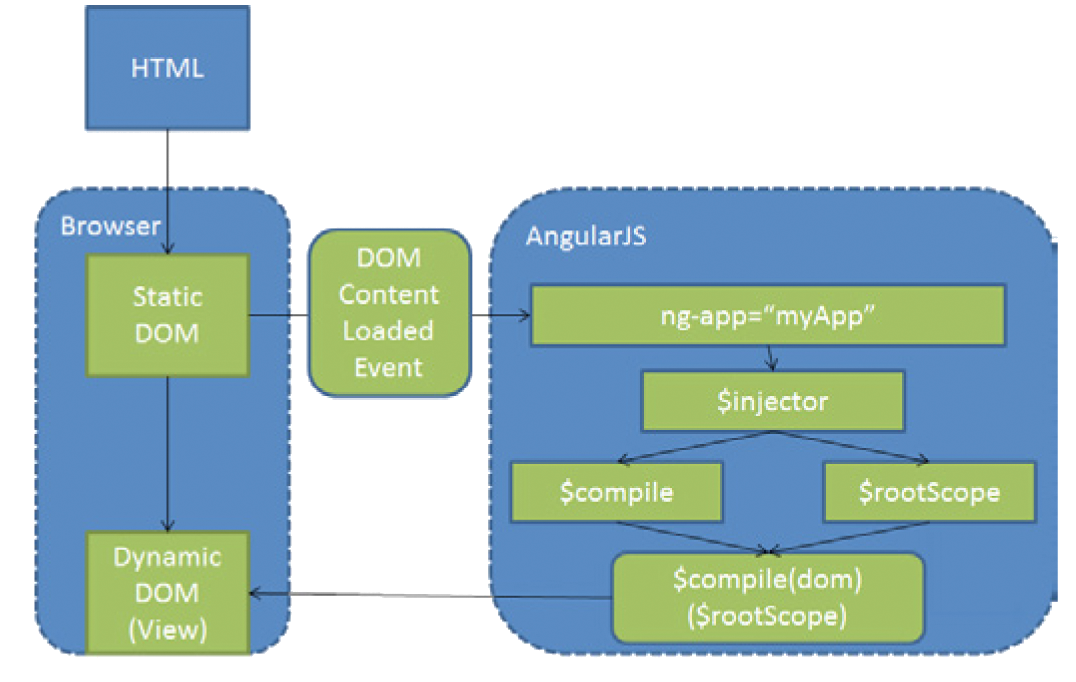 HTML
Browser
Static
DOM
DOM
Content
Loaded
Event
AngularJS
ng-app=“myApp”
$injector
$compile
$rootScope
$compile(dom)
($rootScope)
Dynamic
DOM
(View)